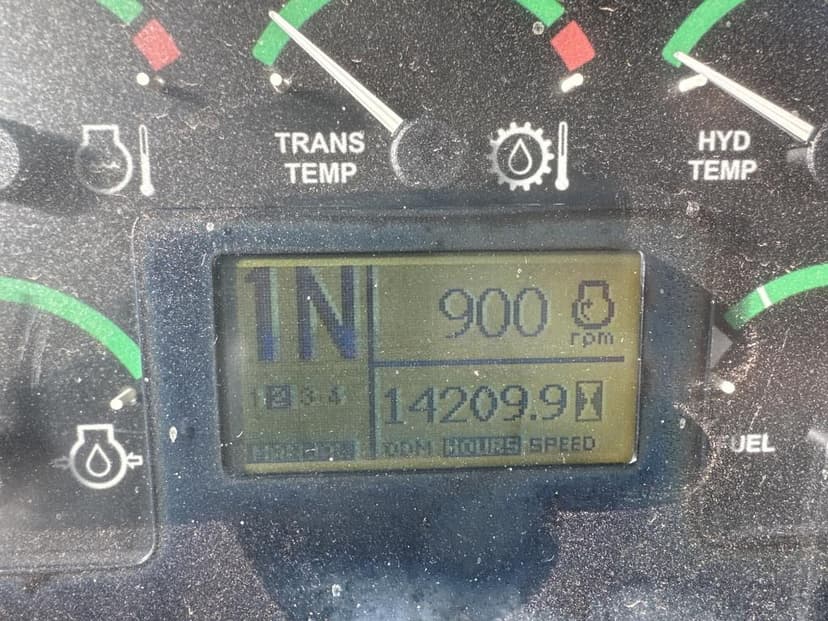 TRANS
TEMP
HYD
TEMP
1N
900
rpm
1 2 3 4
14209.9
ODM HOURS SPEED
UEL